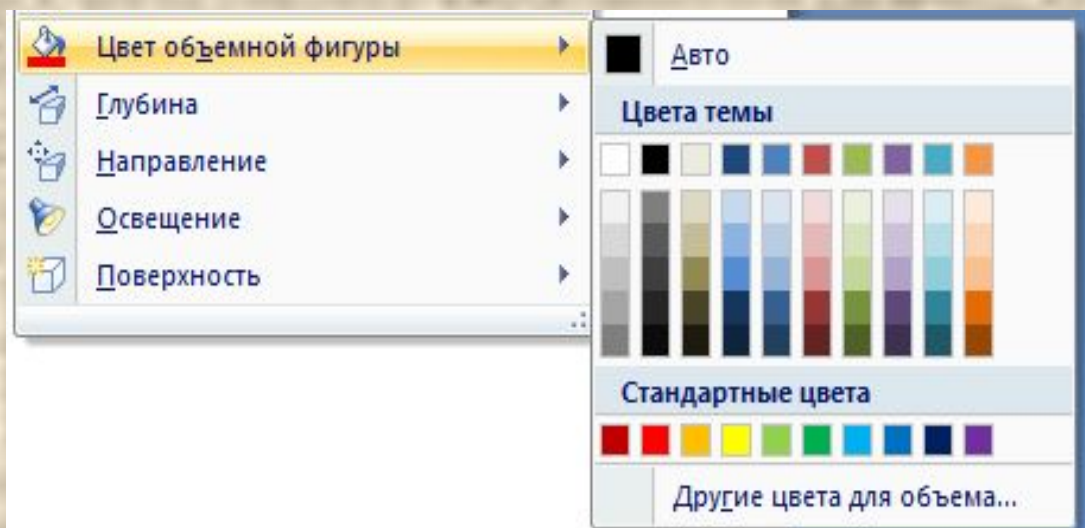 Цвет объемной фигуры
Глубина
Направление
Освещение
Поверхность
Авто
Цвета темы
Стандартные цвета
Другие цвета для объема...